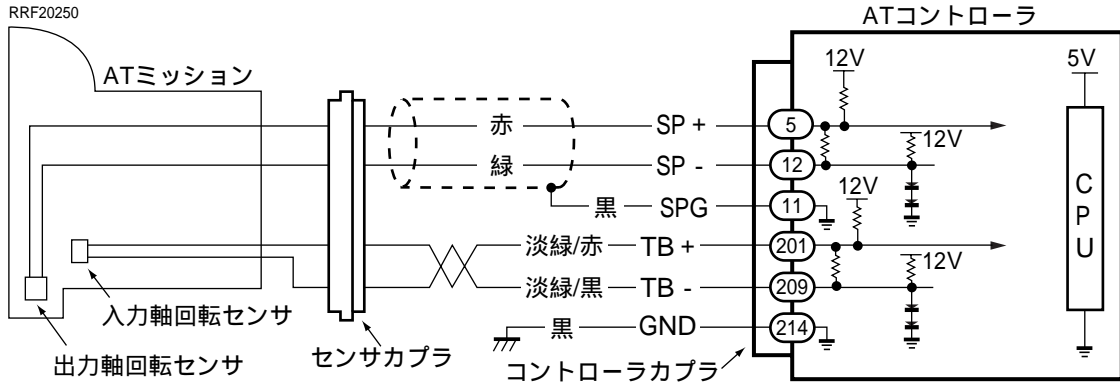 RRF20250
ATコントローラ
ATミッション
12V
5V
赤
SP +
5
緑
SP -
12
12V
黒
SPG
11
12V
淡緑/赤
TB +
201
12V
淡緑/黒
TB -
209
黒
GND
214
CPU
入力軸回転センサ
出力軸回転センサ
センサカプラ
コントローラカプラ